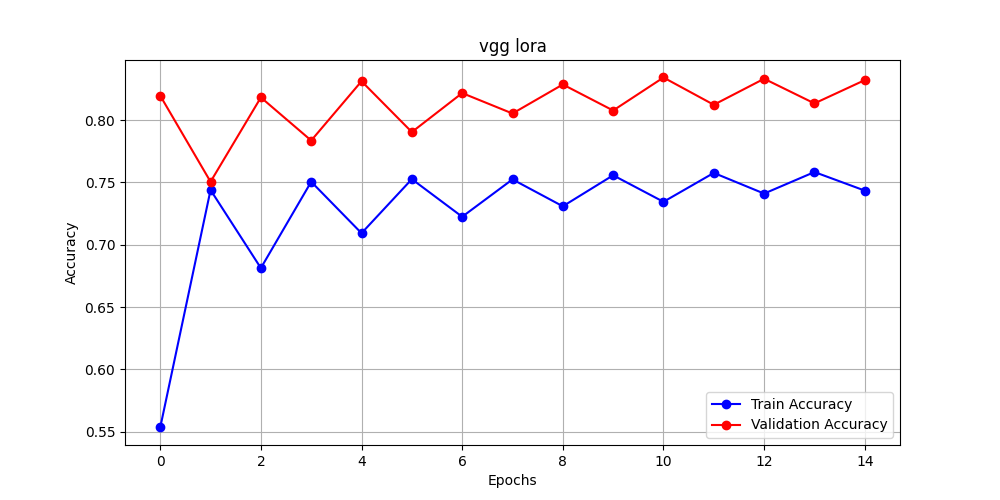 vgg lora
Accuracy
0.80
0.75
0.70
0.65
0.60
0.55
0 2 4 6 8 10 12 14
Epochs
Train Accuracy
Validation Accuracy